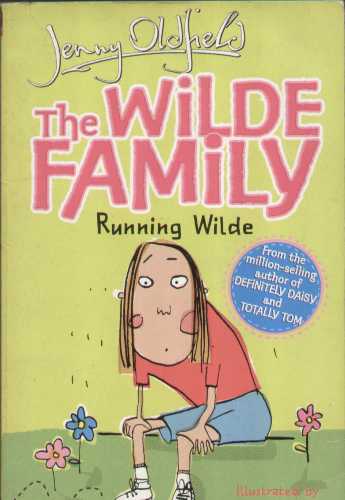 Jenny Oldfield
The WiLDE
FAMiLY
Running Wilde
From the
million-selling
author of
DEFINITELY DAISY
and
TOTALLY TOM
Illustrated by